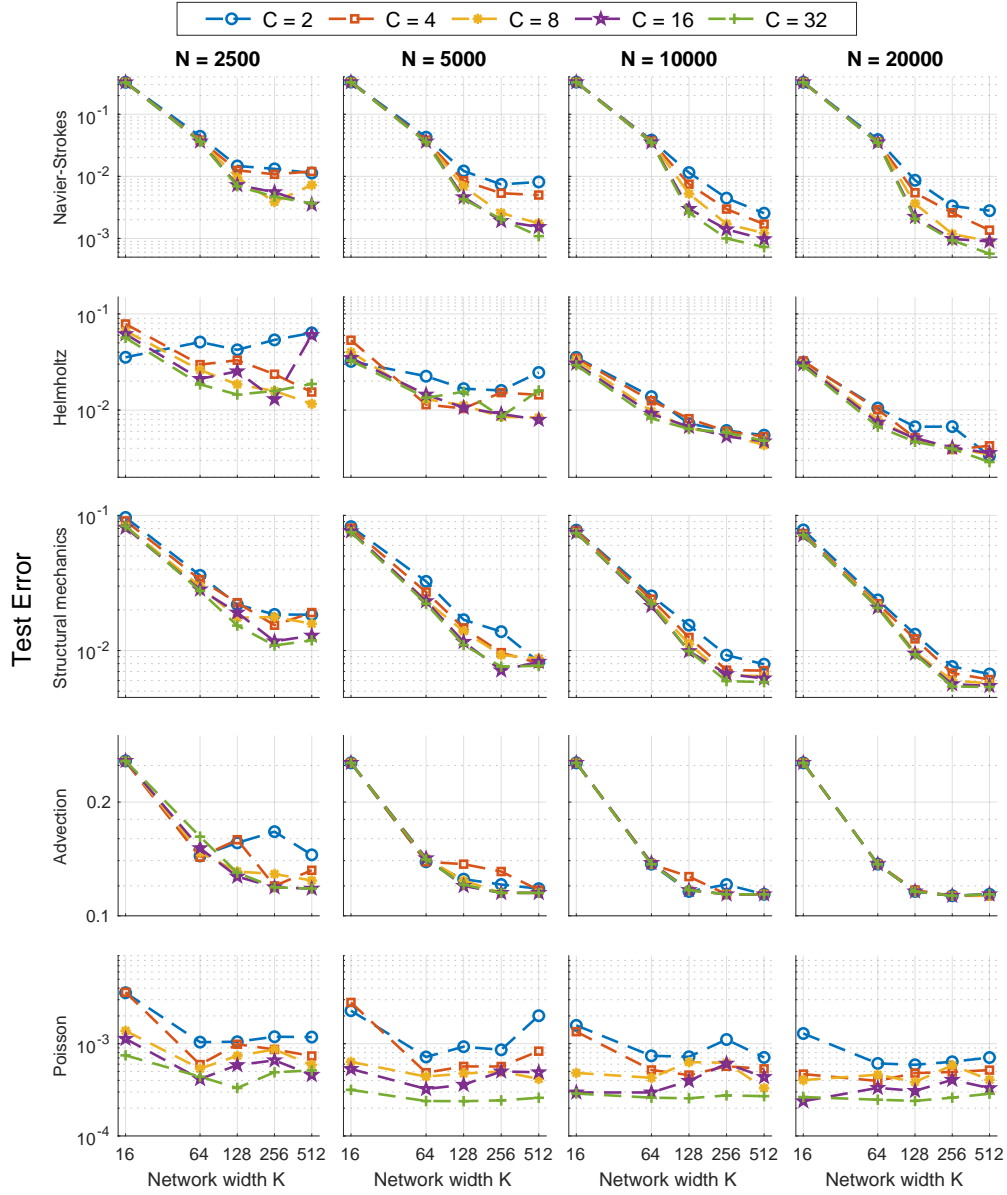 C = 2 C = 4 C = 8 C = 16 C = 32
N = 2500 N = 5000 N = 10000 N = 20000
Test Error
Navier-Strokes
10^-1
10^-2
10^-3
Helmholtz
10^-1
10^-2
Structural mechanics
10^-1
10^-2
Advection
0.2
0.1
Poisson
10^-3
10^-4
16 64 128 256 512 16 64 128 256 512 16 64 128 256 512 16 64 128 256 512
Network width K Network width K Network width K Network width K